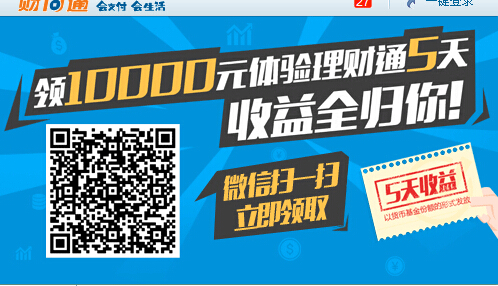 财付通 会支付 会生活
27
一键登录
领10000元体验理财通5天
收益全归你!
微信扫一扫
立即领取
5天收益
以货币基金份额的形式发放